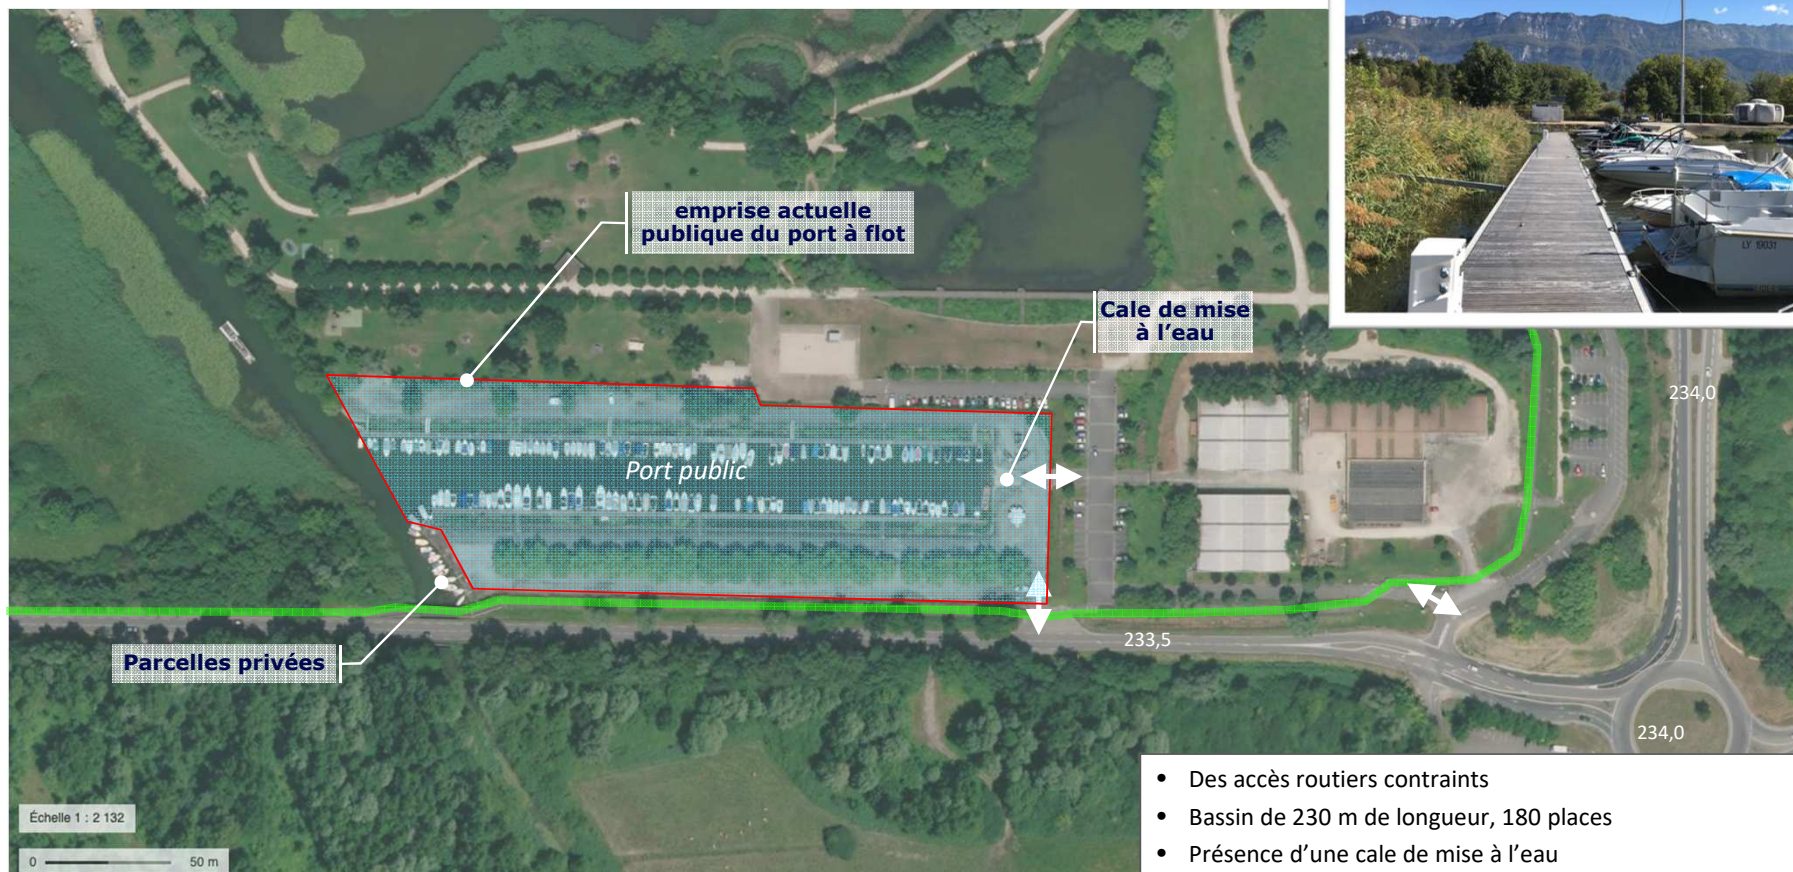 LY 19031
emprise actuelle
publique du port à flot
Cale de mise
à l’eau
234,0
Port public
233,5
Parcelles privées
234,0
• Des accès routiers contraints
• Bassin de 230 m de longueur, 180 places
• Présence d’une cale de mise à l’eau
Échelle 1 : 2 132
0 50 m